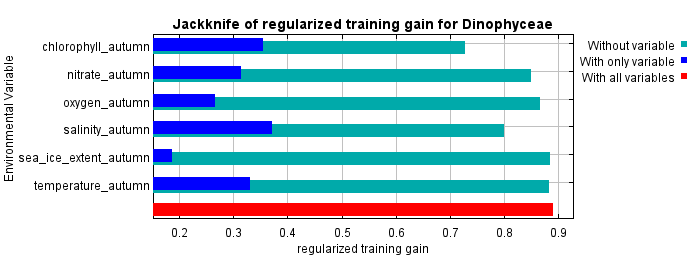 Jackknife of regularized training gain for Dinophyceae
Environmental Variable
chlorophyll_autumn
nitrate_autumn
oxygen_autumn
salinity_autumn
sea_ice_extent_autumn
temperature_autumn
Without variable
With only variable
With all variables
0.2 0.3 0.4 0.5 0.6 0.7 0.8 0.9
regularized training gain